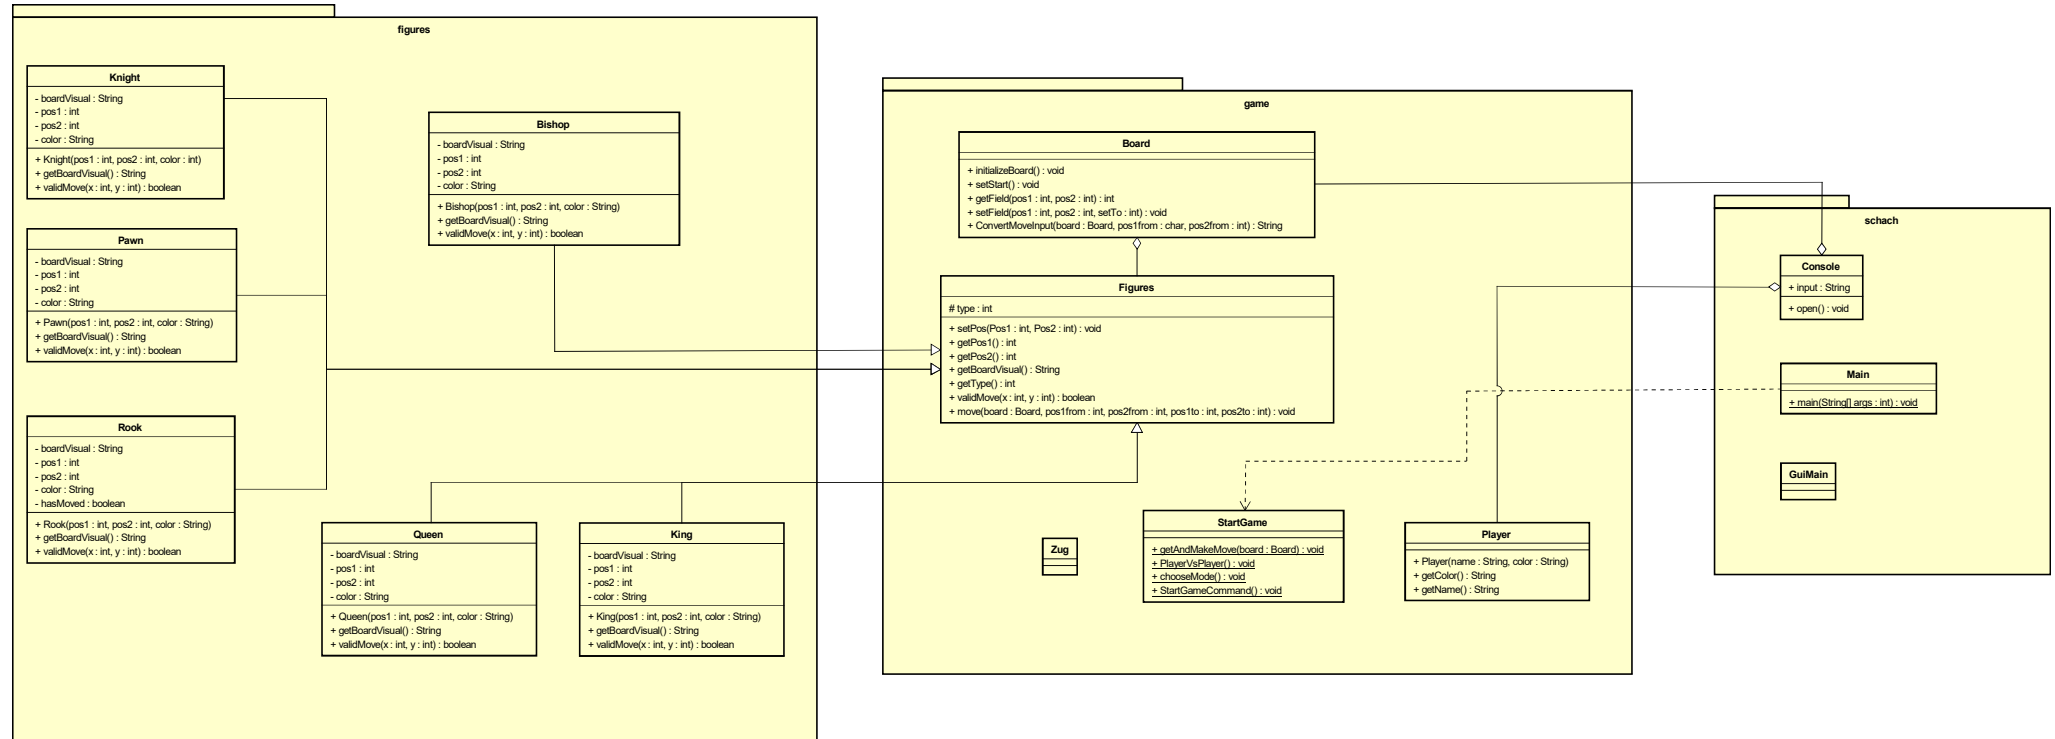 figures
Knight
- boardVisual : String
- pos1 : int
- pos2 : int
- color : String
+ Knight(pos1 : int, pos2 : int, color : int)
+ getBoardVisual() : String
+ validMove(x : int, y : int) : boolean
Pawn
- boardVisual : String
- pos1 : int
- pos2 : int
- color : String
+ Pawn(pos1 : int, pos2 : int, color : String)
+ getBoardVisual() : String
+ validMove(x : int, y : int) : boolean
Rook
- boardVisual : String
- pos1 : int
- pos2 : int
- color : String
- hasMoved : boolean
+ Rook(pos1 : int, pos2 : int, color : String)
+ getBoardVisual() : String
+ validMove(x : int, y : int) : boolean
Bishop
- boardVisual : String
- pos1 : int
- pos2 : int
- color : String
+ Bishop(pos1 : int, pos2 : int, color : String)
+ getBoardVisual() : String
+ validMove(x : int, y : int) : boolean
Queen
- boardVisual : String
- pos1 : int
- pos2 : int
- color : String
+ Queen(pos1 : int, pos2 : int, color : String)
+ getBoardVisual() : String
+ validMove(x : int, y : int) : boolean
King
- boardVisual : String
- pos1 : int
- pos2 : int
- color : String
+ King(pos1 : int, pos2 : int, color : String)
+ getBoardVisual() : String
+ validMove(x : int, y : int) : boolean
game
Board
+ initializeBoard() : void
+ setStart() : void
+ getField(pos1 : int, pos2 : int) : int
+ setField(pos1 : int, pos2 : int, setTo : int) : void
+ ConvertMoveInput(board : Board, pos1from : char, pos2from : int) : String
Figures
# type : int
+ setPos(Pos1 : int, Pos2 : int) : void
+ getPos1() : int
+ getPos2() : int
+ getBoardVisual() : String
+ getType() : int
+ validMove(x : int, y : int) : boolean
+ move(board : Board, pos1from : int, pos2from : int, pos1to : int, pos2to : int) : void
Zug
StartGame
+ getAndMakeMove(board : Board) : void
+ PlayerVsPlayer() : void
+ chooseMode() : void
+ StartGameCommand() : void
Player
+ Player(name : String, color : String)
+ getColor() : String
+ getName() : String
schach
Console
+ input : String
+ open() : void
Main
+ main(String[] args : int) : void
GuiMain